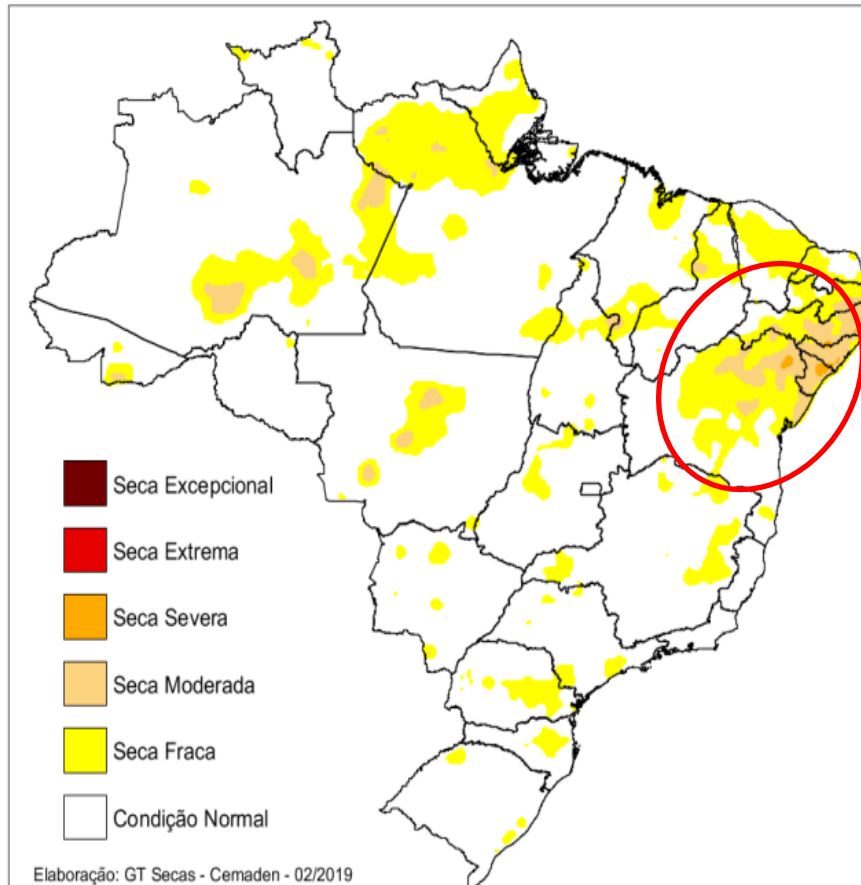 Seca Excepcional
Seca Extrema
Seca Severa
Seca Moderada
Seca Fraca
Condição Normal
Elaboração: GT Secas - Cemaden - 02/2019